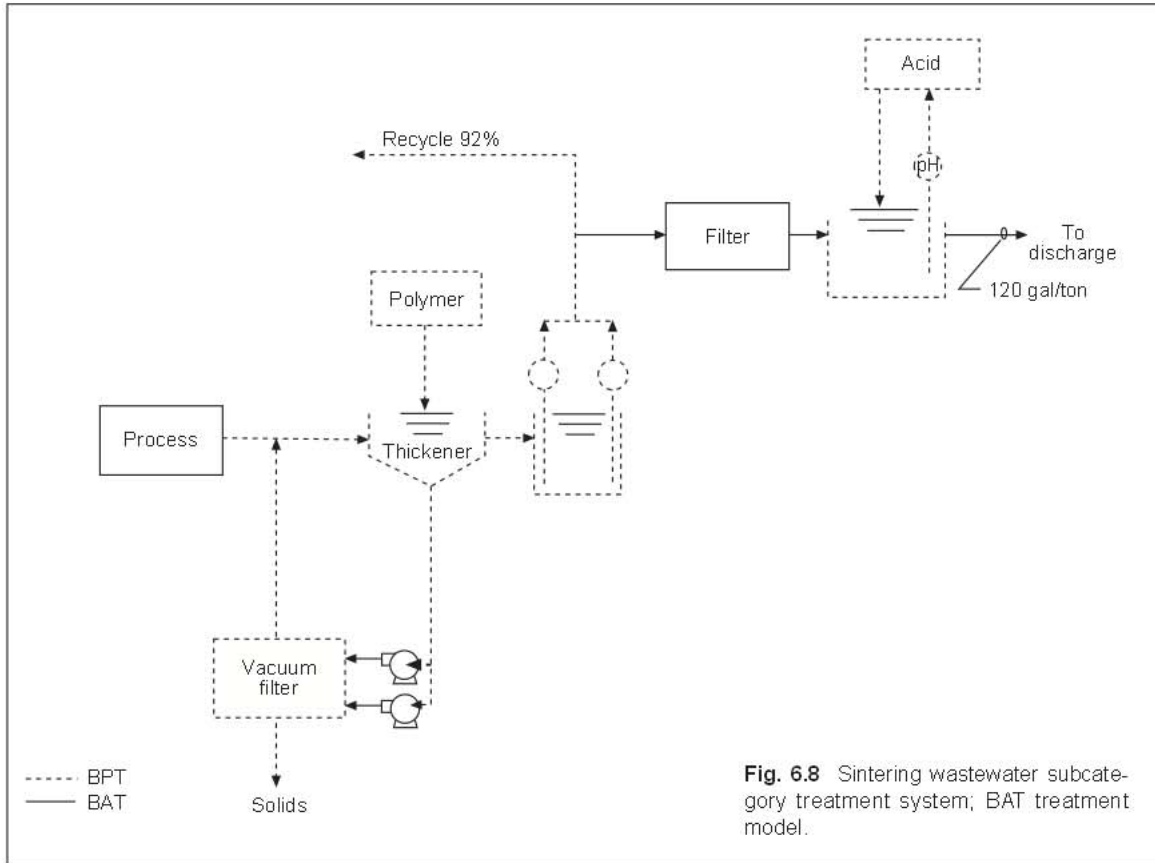 Acid
Recycle 92%
pH
Filter
To
discharge
120 gal/ton
Polymer
Process
Thickener
Vacuum
filter
BPT
BAT
Solids
Fig. 6.8 Sintering wastewater subcate-
gory treatment system; BAT treatment
model.